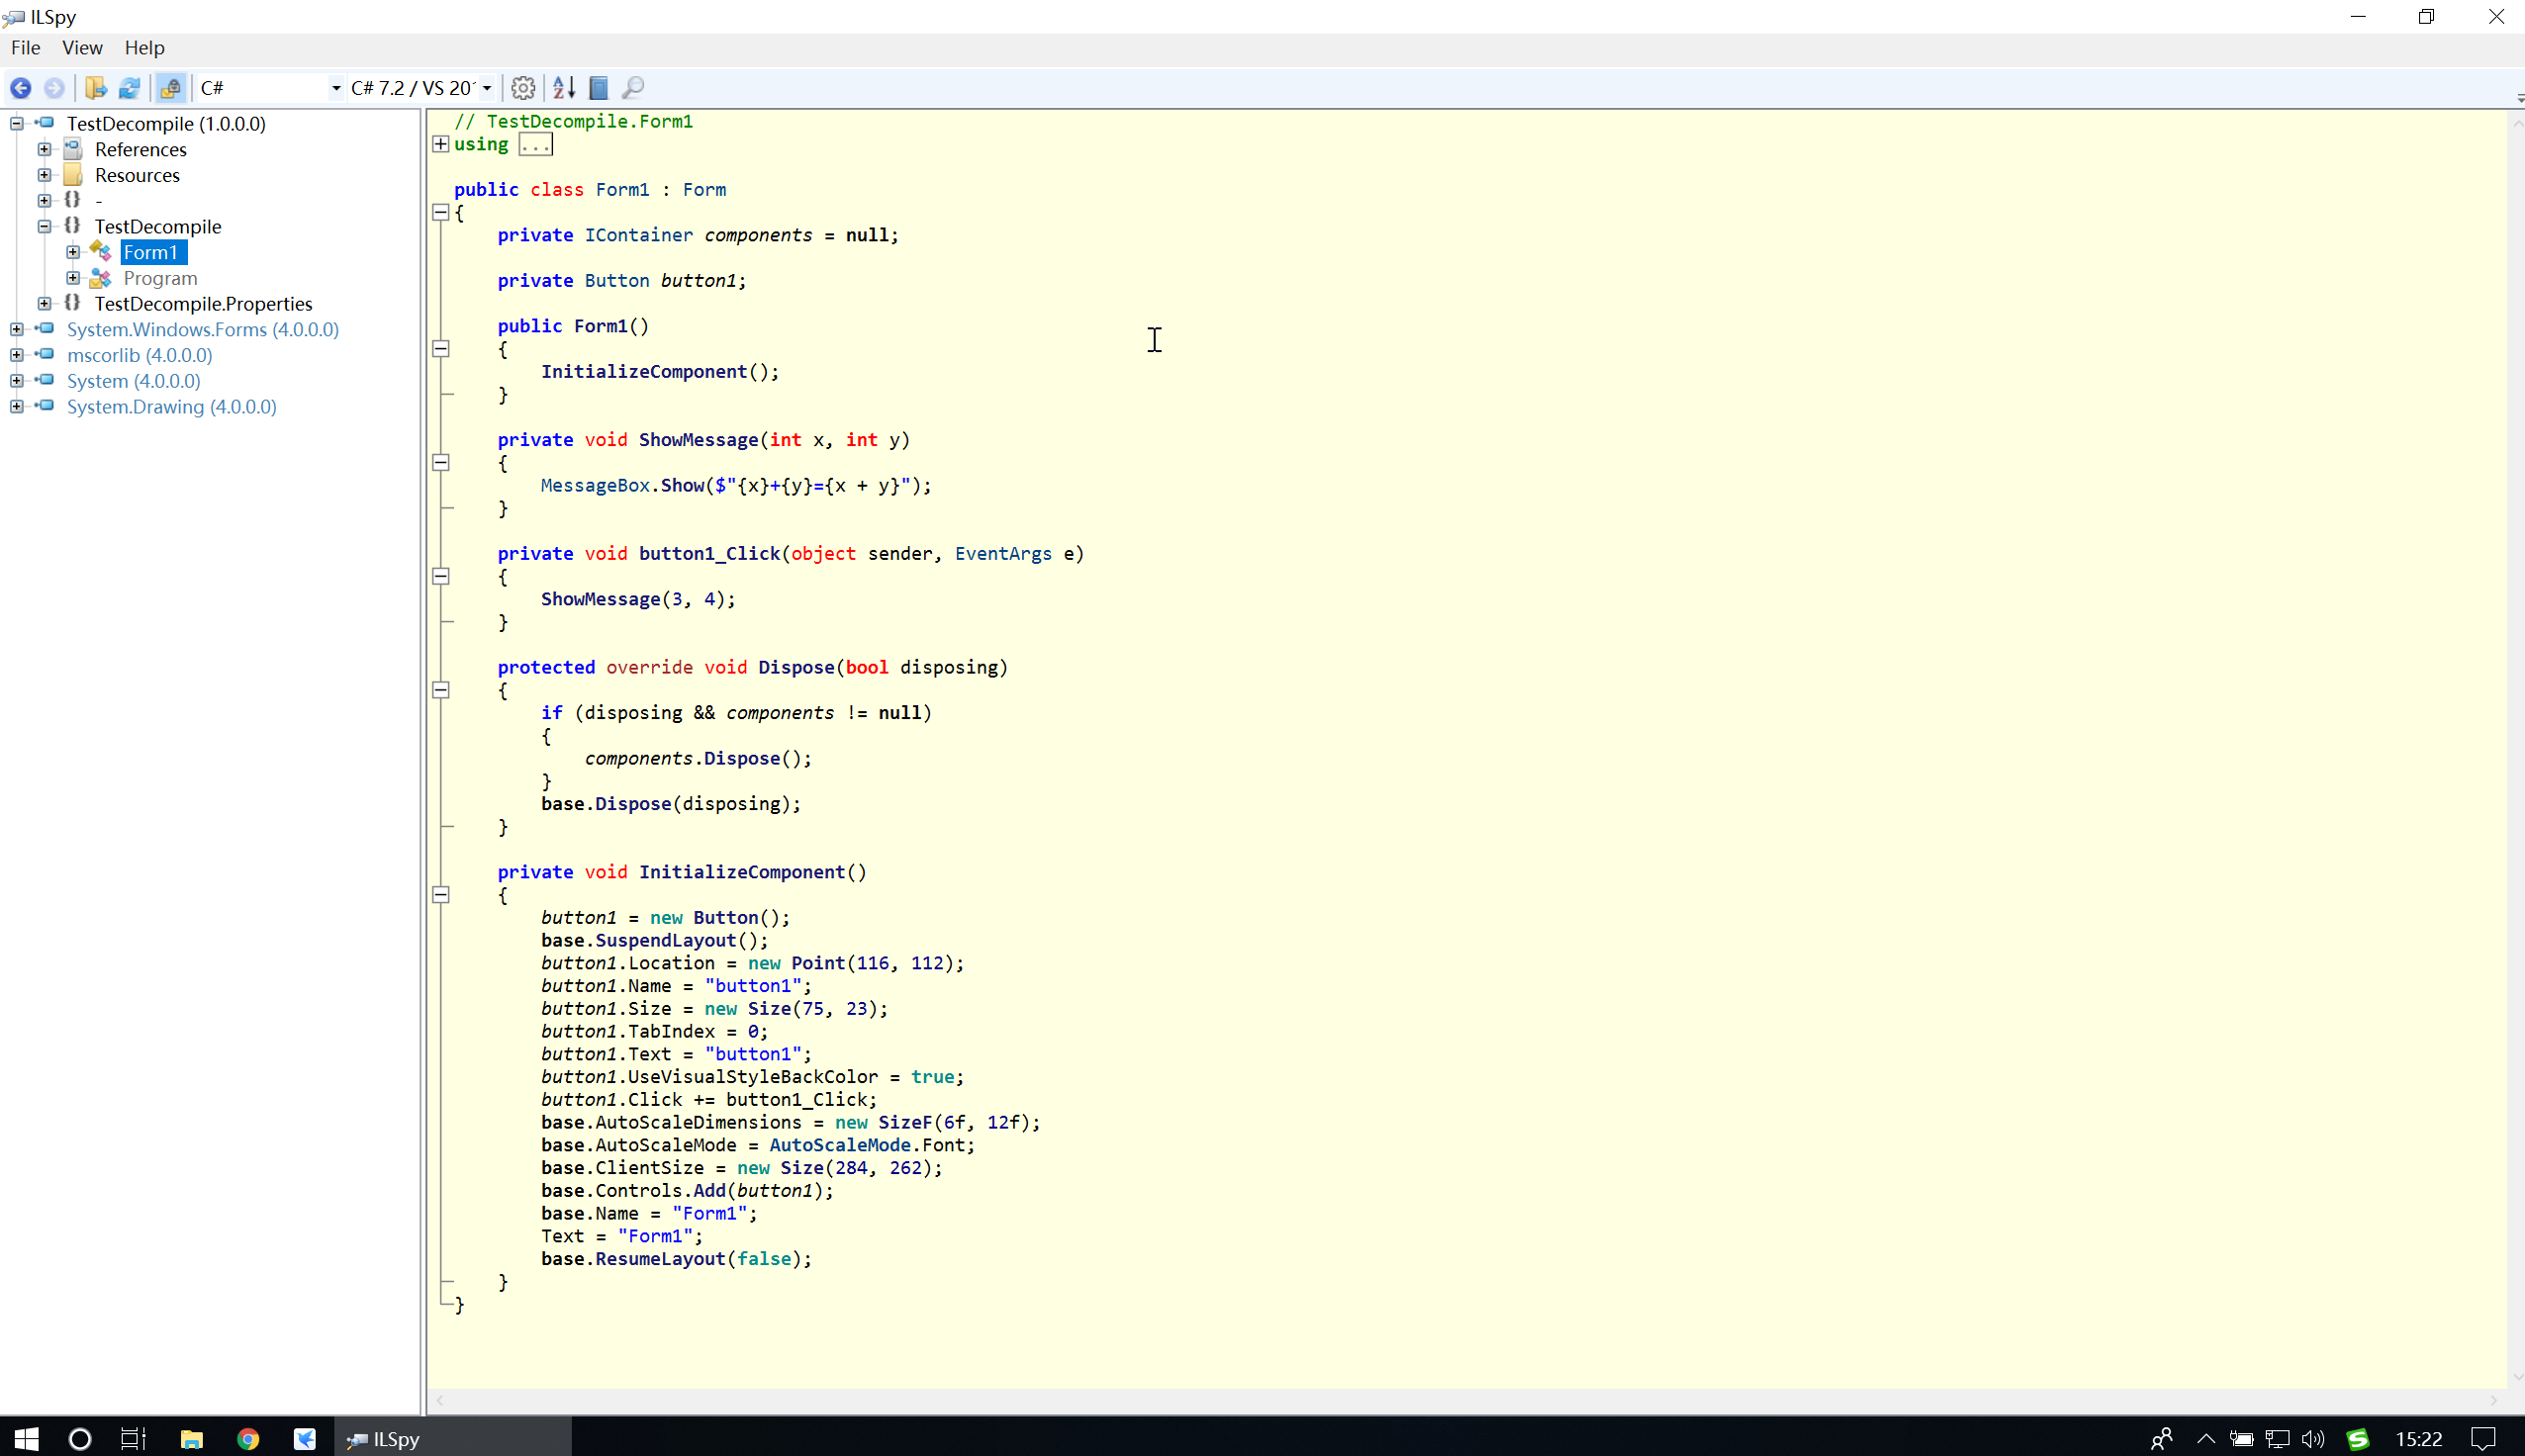 ILSpy
File View Help
C# C# 7.2 / VS 20
TestDecompile (1.0.0.0)
References
Resources
-
TestDecompile
Form1
Program
TestDecompile.Properties
System.Windows.Forms (4.0.0.0)
mscorlib (4.0.0.0)
System (4.0.0.0)
System.Drawing (4.0.0.0)
// TestDecompile.Form1
using ...
public class Form1 : Form
{
private IContainer components = null;
private Button button1;
public Form1()
{
InitializeComponent();
}
private void ShowMessage(int x, int y)
{
MessageBox.Show($"{x}+{y}={x + y}");
}
private void button1_Click(object sender, EventArgs e)
{
ShowMessage(3, 4);
}
protected override void Dispose(bool disposing)
{
if (disposing && components != null)
{
components.Dispose();
}
base.Dispose(disposing);
}
private void InitializeComponent()
{
button1 = new Button();
base.SuspendLayout();
button1.Location = new Point(116, 112);
button1.Name = "button1";
button1.Size = new Size(75, 23);
button1.TabIndex = 0;
button1.Text = "button1";
button1.UseVisualStyleBackColor = true;
button1.Click += button1_Click;
base.AutoScaleDimensions = new SizeF(6f, 12f);
base.AutoScaleMode = AutoScaleMode.Font;
base.ClientSize = new Size(284, 262);
base.Controls.Add(button1);
base.Name = "Form1";
Text = "Form1";
base.ResumeLayout(false);
}
}
ILSpy
15:22